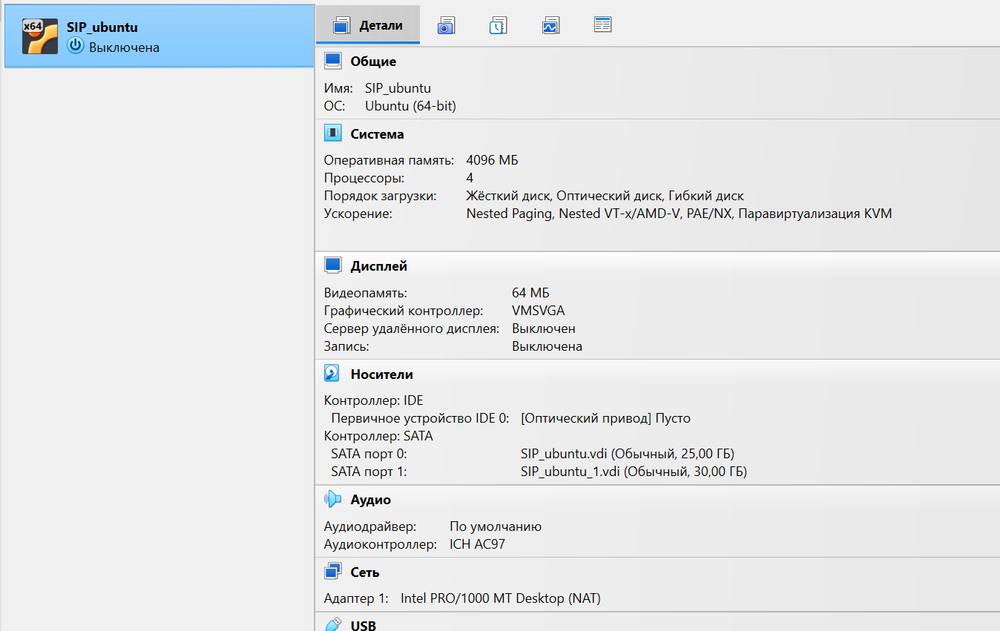 x64
SIP_ubuntu
Выключена
Детали
Общие
Имя: SIP_ubuntu
ОС: Ubuntu (64-bit)
Система
Оперативная память: 4096 МБ
Процессоры: 4
Порядок загрузки: Жёсткий диск, Оптический диск, Гибкий диск
Ускорение: Nested Paging, Nested VT-x/AMD-V, PAE/NX, Паравиртуализация KVM
Дисплей
Видеопамять: 64 МБ
Графический контроллер: VMSVGA
Сервер удалённого дисплея: Выключен
Запись: Выключена
Носители
Контроллер: IDE
Первичное устройство IDE 0: [Оптический привод] Пусто
Контроллер: SATA
SATA порт 0: SIP_ubuntu.vdi (Обычный, 25,00 ГБ)
SATA порт 1: SIP_ubuntu_1.vdi (Обычный, 30,00 ГБ)
Аудио
Аудиодрайвер: По умолчанию
Аудиоконтроллер: ICH AC97
Сеть
Адаптер 1: Intel PRO/1000 MT Desktop (NAT)
USB